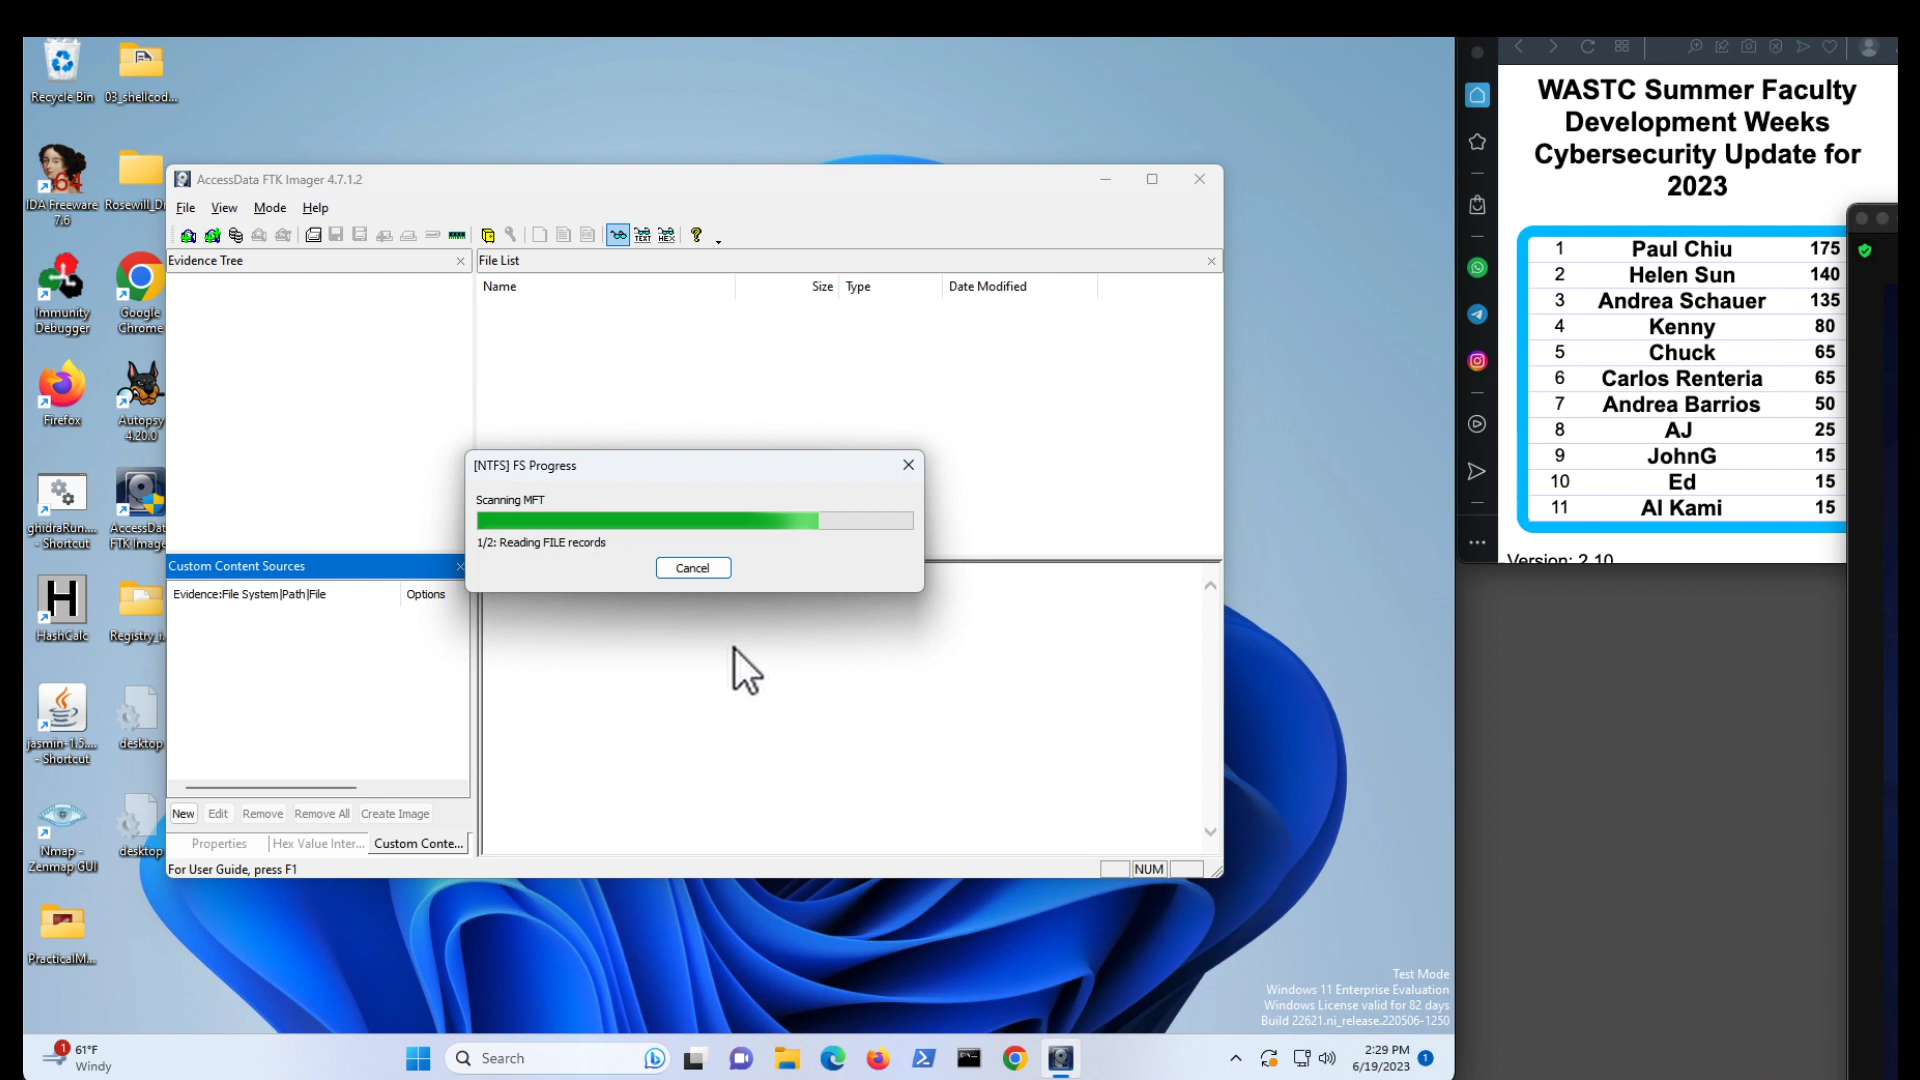 Recycle Bin
03_shellcod...
IDA Freeware
7.6
Rosewill_Dr
Immunity
Debugger
Google
Chrome
Firefox
Autopsy
4.20.0
ghidraRun....
- Shortcut
AccessDat
FTK Image
HashCalc
Registry_i.
jasmin-1.5....
- Shortcut
desktop
Nmap -
Zenmap GUI
desktop
PracticalM...
64
AccessData FTK Imager 4.7.1.2
File View Mode Help
TEXT HEX
Evidence Tree
File List
Name Size Type Date Modified
[NTFS] FS Progress
Scanning MFT
1/2: Reading FILE records
Cancel
Custom Content Sources
Evidence:File System|Path|File Options
New Edit Remove Remove All Create Image
Properties Hex Value Inter... Custom Conte...
For User Guide, press F1
NUM
Test Mode
Windows 11 Enterprise Evaluation
Windows License valid for 82 days
Build 22621.ni_release.220506-1250
1
61°F
Windy
Search
2:29 PM
6/19/2023
1
WASTC Summer Faculty
Development Weeks
Cybersecurity Update for
2023
1 Paul Chiu 175
2 Helen Sun 140
3 Andrea Schauer 135
4 Kenny 80
5 Chuck 65
6 Carlos Renteria 65
7 Andrea Barrios 50
8 AJ 25
9 JohnG 15
10 Ed 15
11 Al Kami 15
Version: 2.10